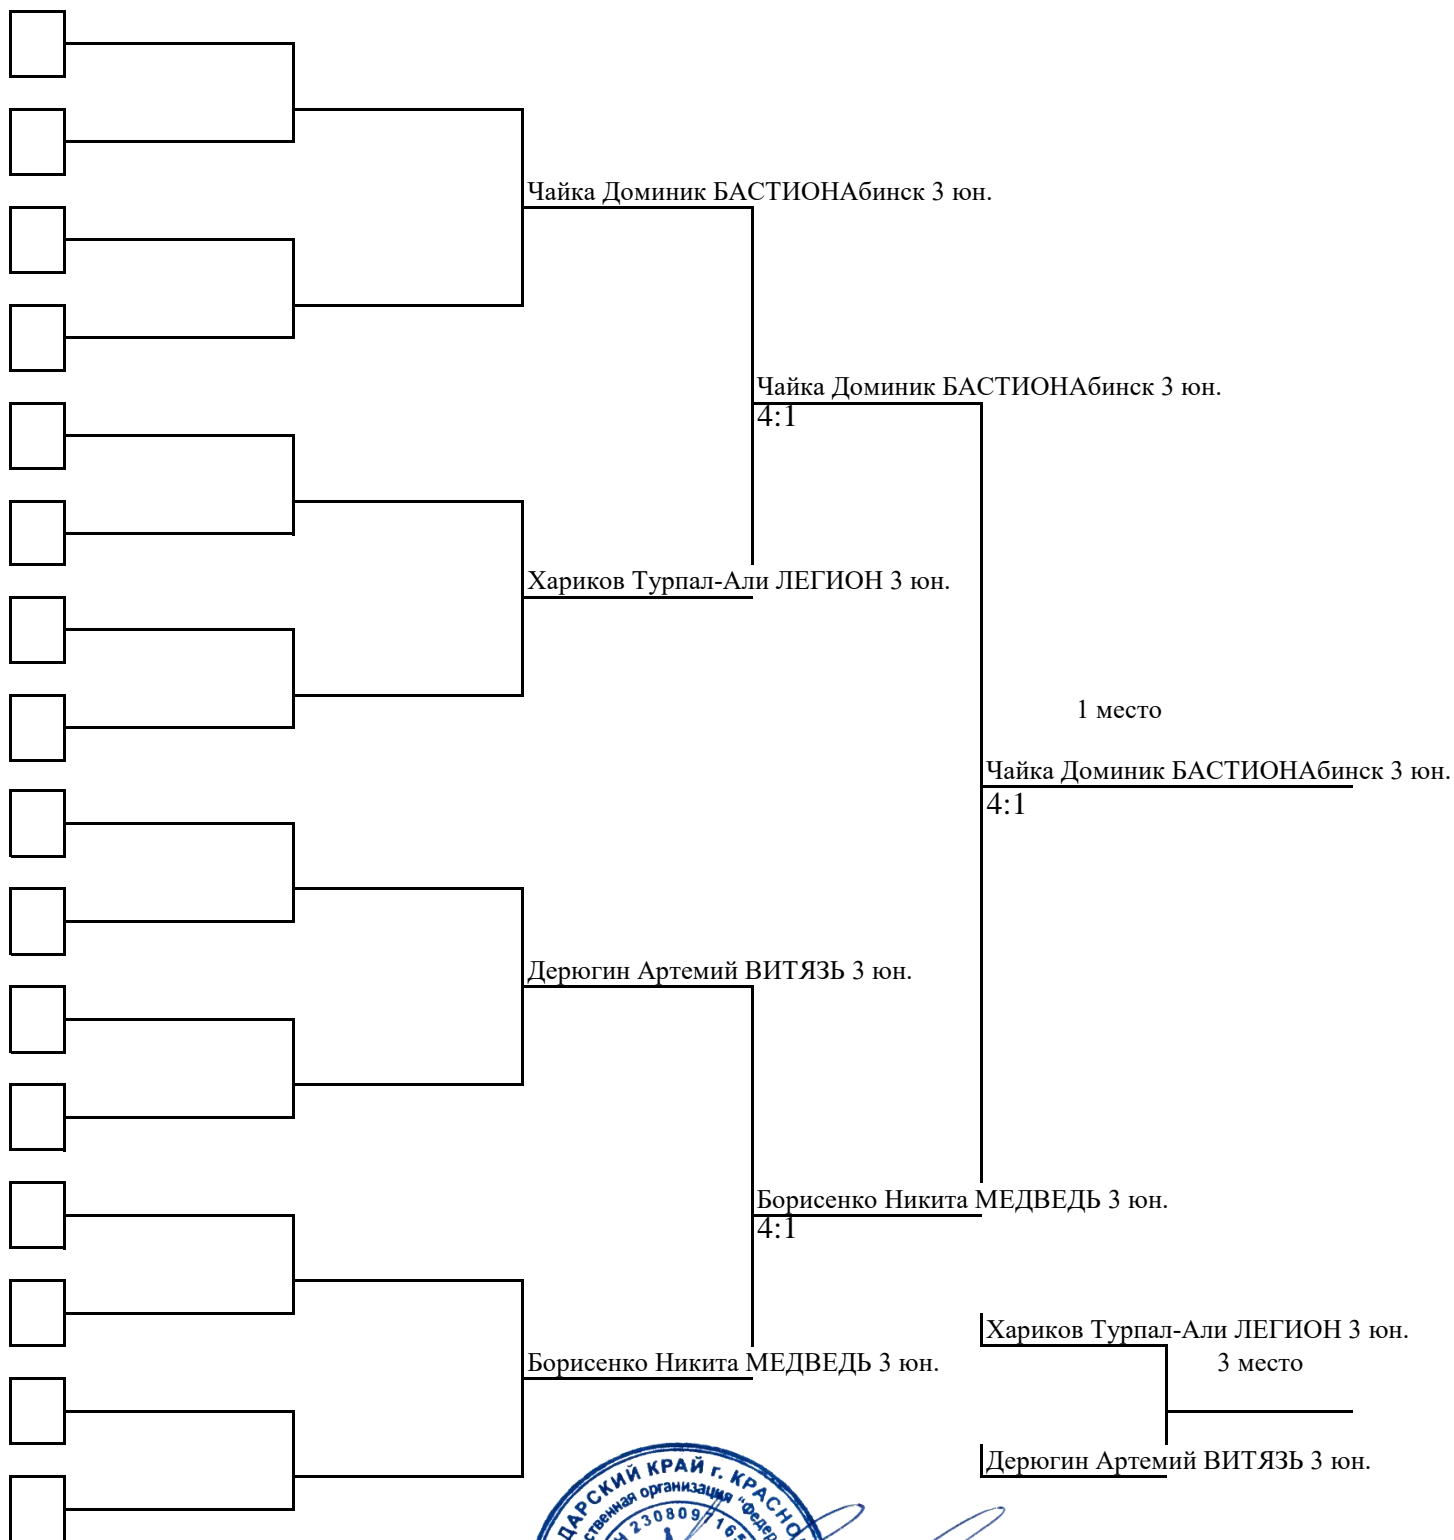 Чайка Доминик БАСТИОНАбинск 3 юн.
Чайка Доминик БАСТИОНАбинск 3 юн.
4:1
Хариков Турпал-Али ЛЕГИОН 3 юн.
1 место
Чайка Доминик БАСТИОНАбинск 3 юн.
4:1
Дерюгин Артемий ВИТЯЗЬ 3 юн.
Борисенко Никита МЕДВЕДЬ 3 юн.
4:1
Хариков Турпал-Али ЛЕГИОН 3 юн.
Борисенко Никита МЕДВЕДЬ 3 юн.
3 место
Дерюгин Артемий ВИТЯЗЬ 3 юн.
КИЙ КРАЙ г.
организация